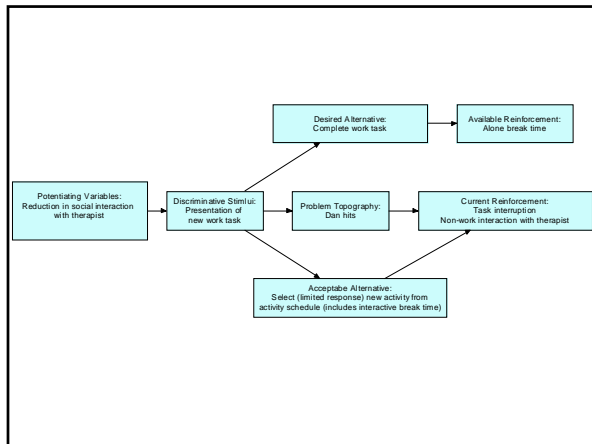 Desired Alternative:
Complete work task
Available Reinforcement:
Alone break time
Potentiating Variables:
Reduction in social interaction
with therapist
Discriminative Stimlui:
Presentation of
new work task
Problem Topography:
Dan hits
Current Reinforcement:
Task interruption
Non-work interaction with therapist
Acceptabe Alternative:
Select (limited response) new activity from
activity schedule (includes interactive break time)